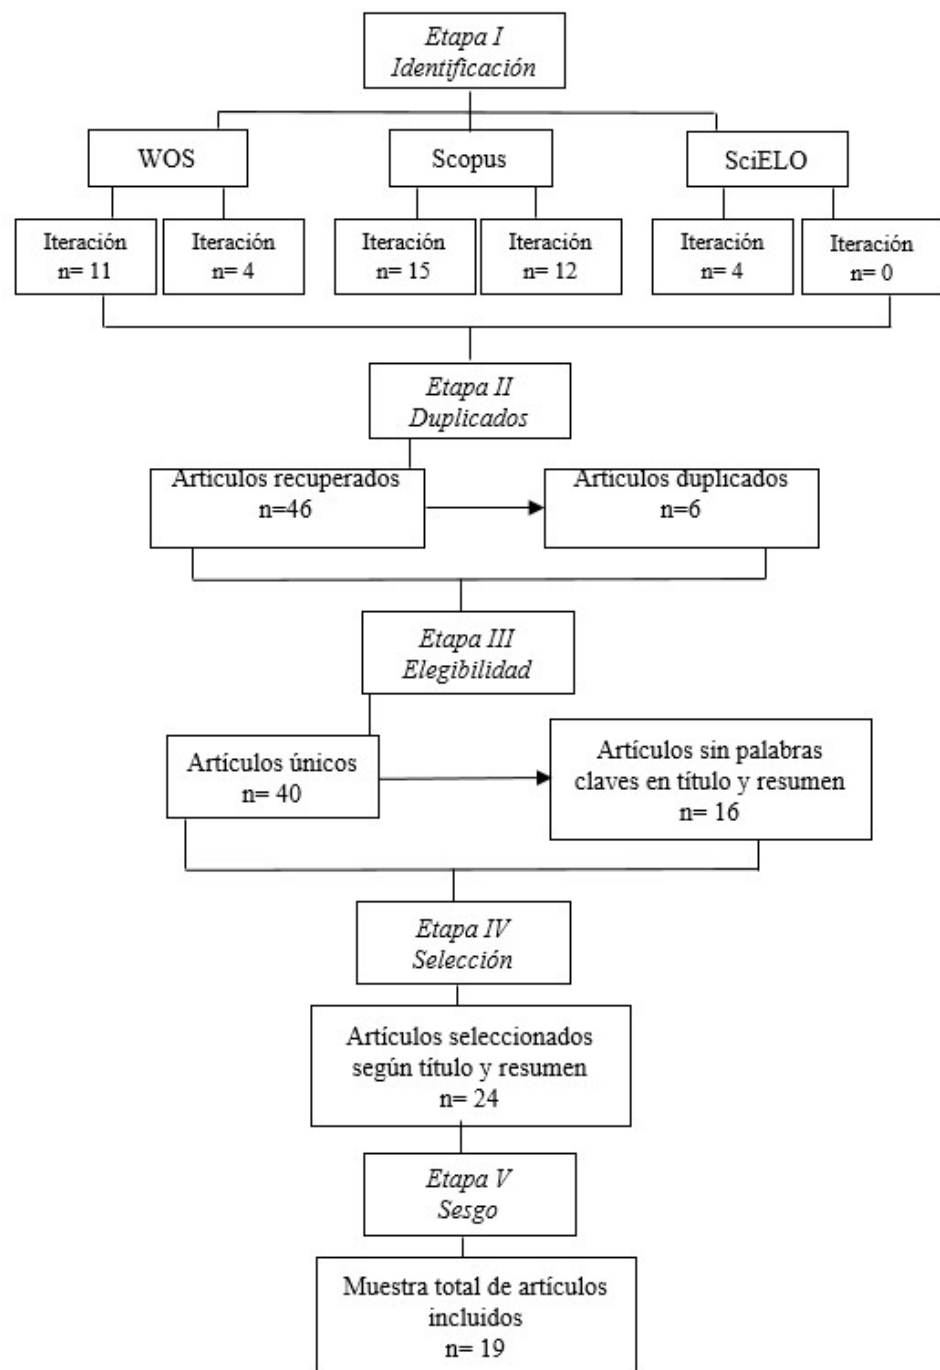 Etapa I
Identificación
WOS
Scopus
SciELO
Iteración
n= 11
Iteración
n= 4
Iteración
n= 15
Iteración
n= 12
Iteración
n= 4
Iteración
n= 0
Etapa II
Duplicados
Artículos recuperados
n=46
Artículos duplicados
n=6
Etapa III
Elegibilidad
Artículos únicos
n= 40
Artículos sin palabras
claves en título y resumen
n= 16
Etapa IV
Selección
Artículos seleccionados
según título y resumen
n= 24
Etapa V
Sesgo
Muestra total de artículos
incluidos
n= 19